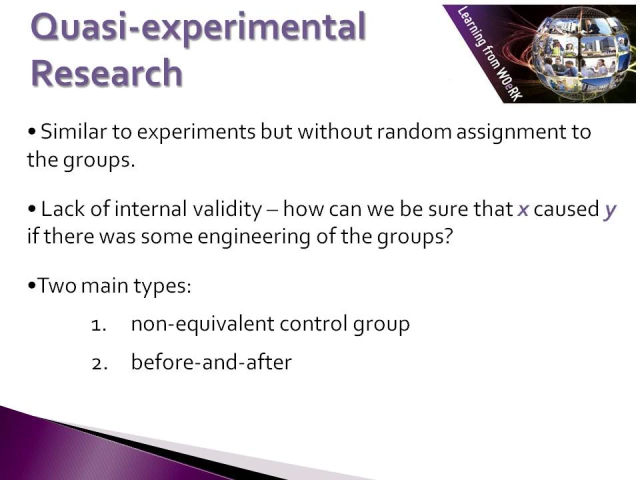 Quasi-experimental
Research
Learning from WOeRK
• Similar to experiments but without random assignment to
the groups.
• Lack of internal validity – how can we be sure that x caused y
if there was some engineering of the groups?
•Two main types:
1. non-equivalent control group
2. before-and-after